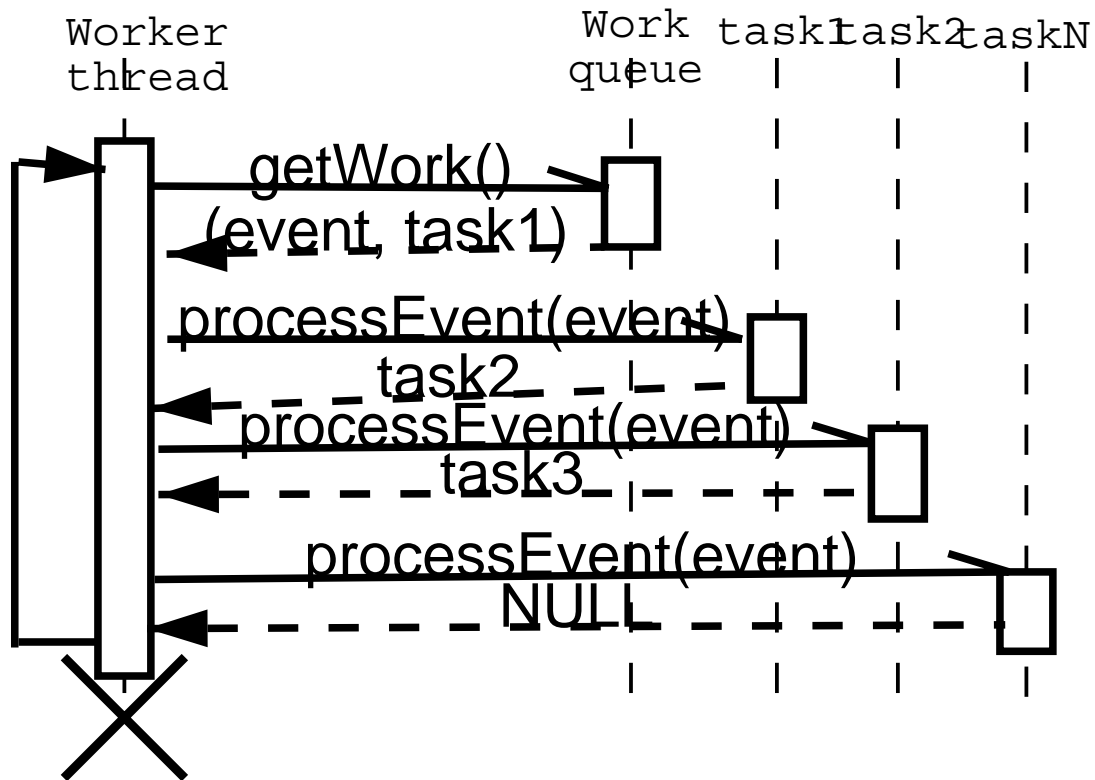 Worker
thread
Work
queue
task1
task2
taskN
getWork()
(event, task1)
processEvent(event)
task2
processEvent(event)
task3
processEvent(event)
NULL